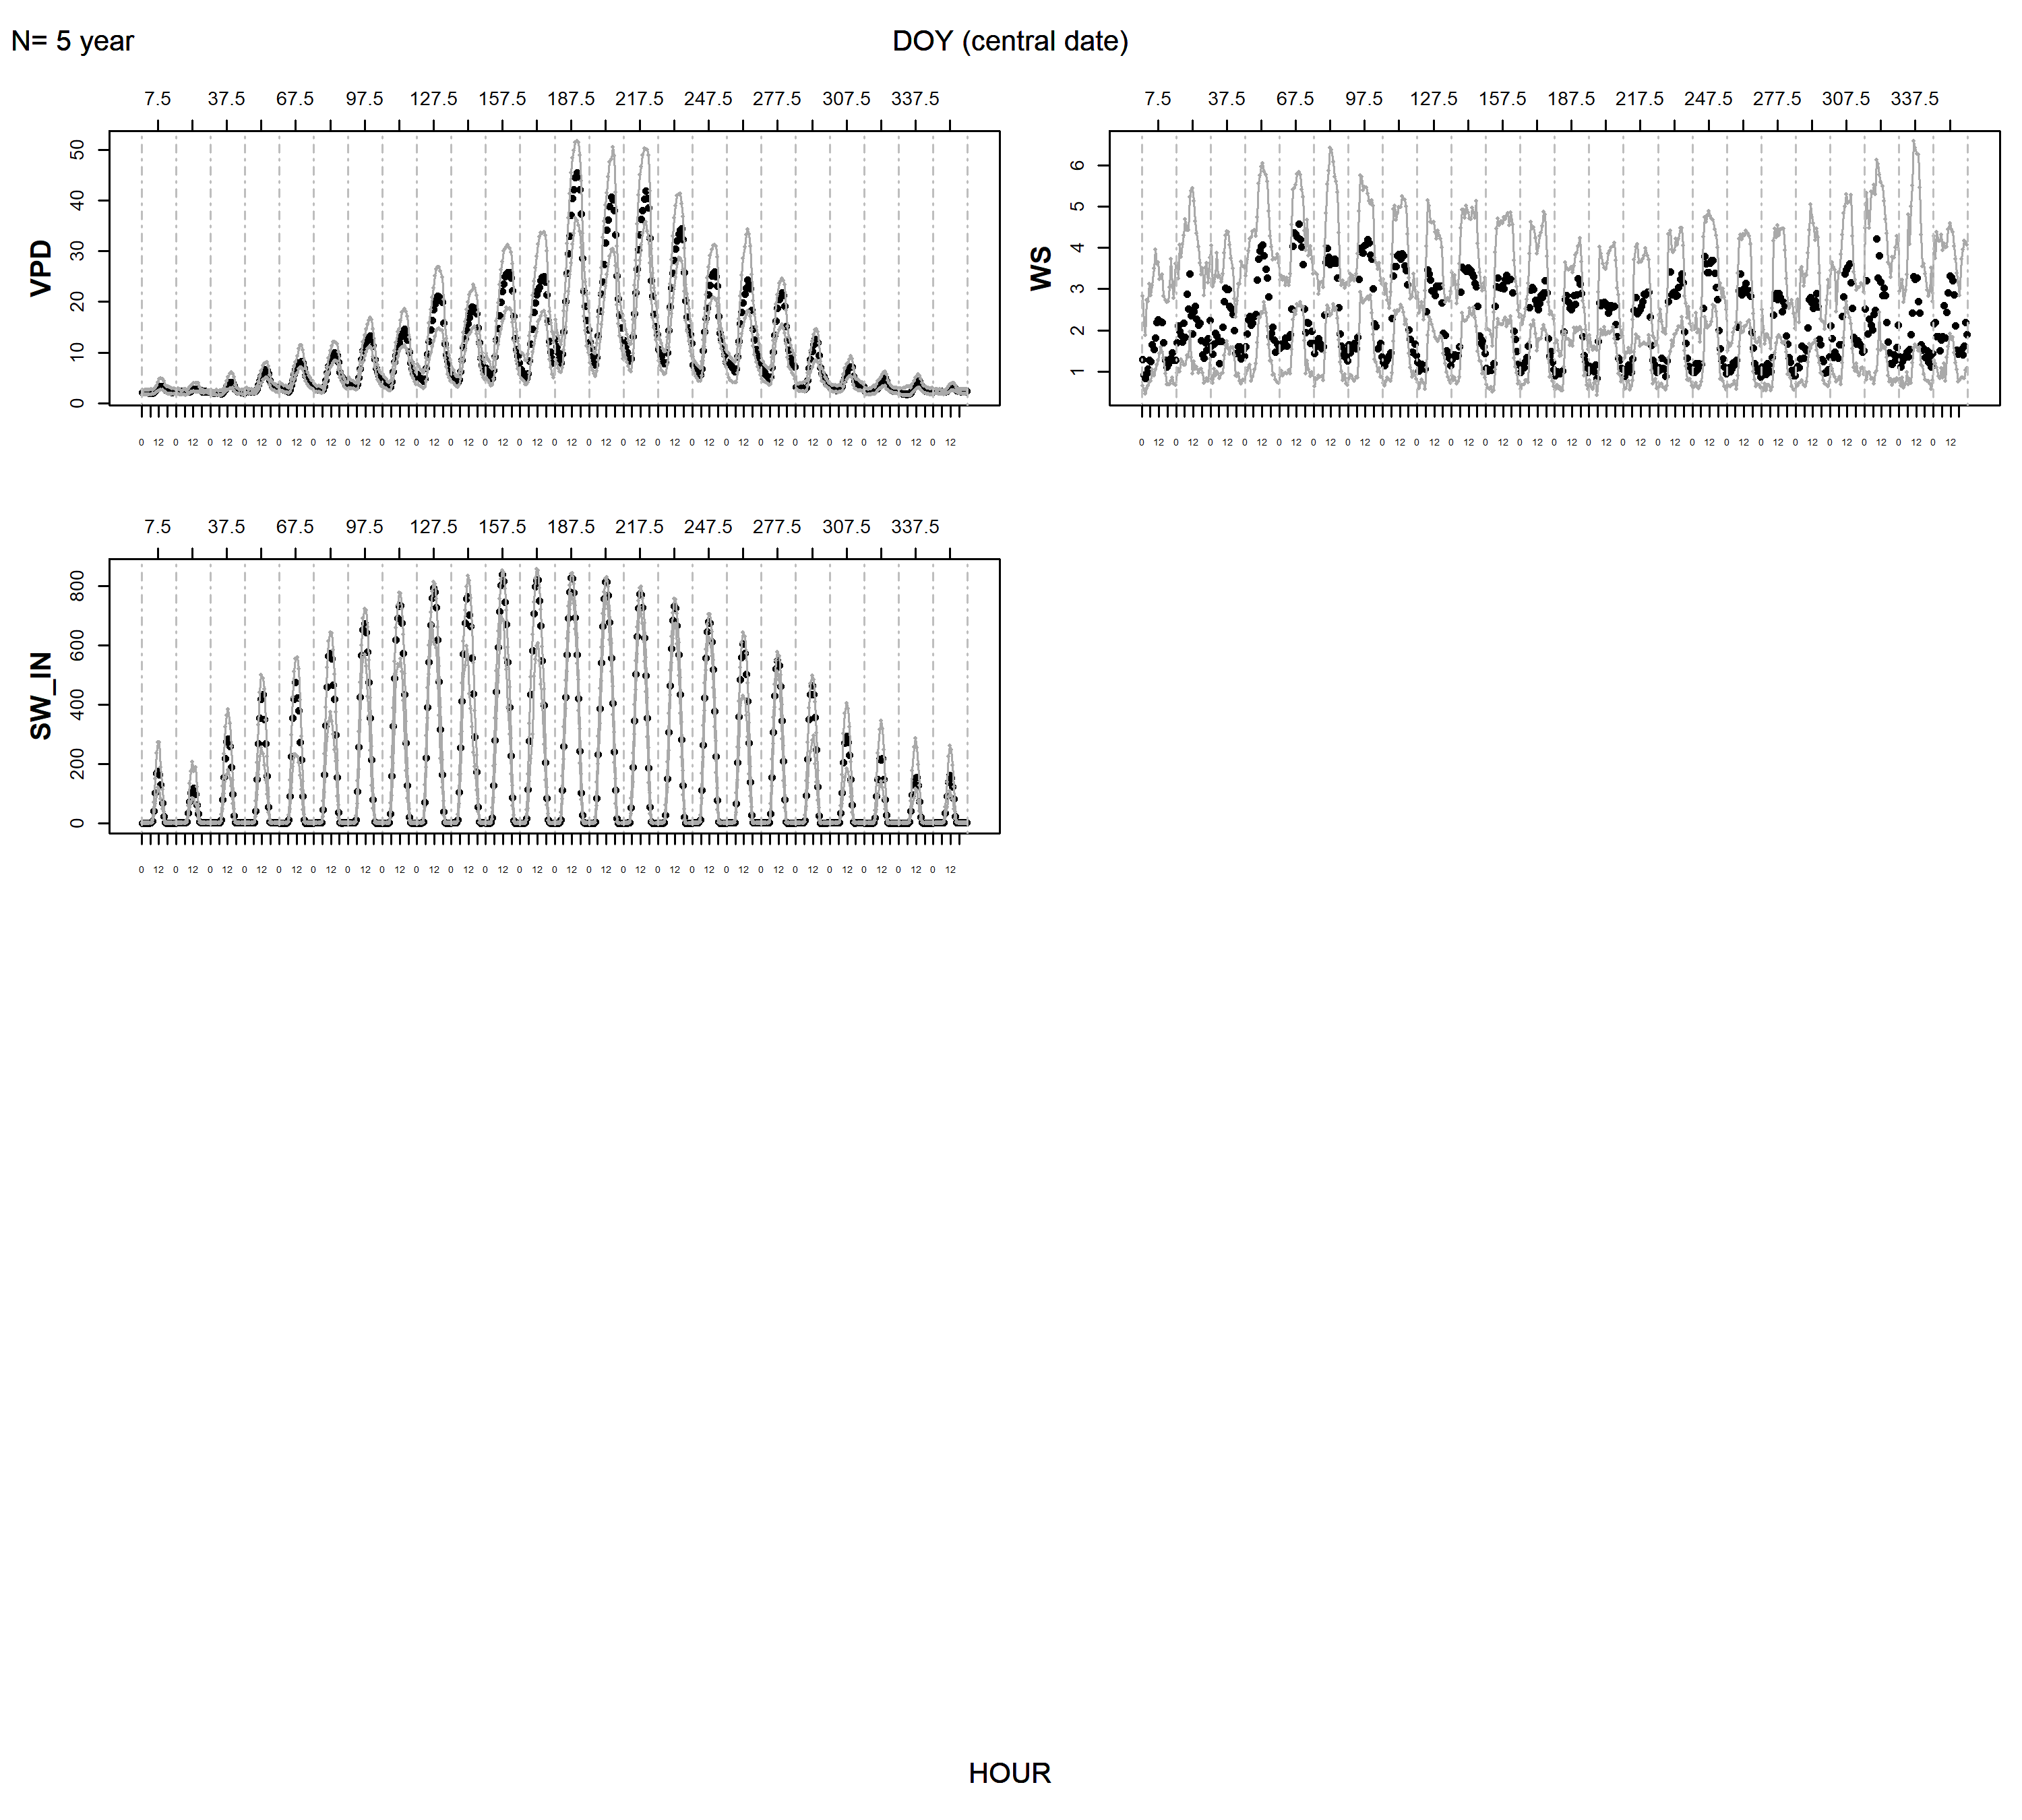 N= 5 year DOY (central date)
7.5 37.5 67.5 97.5 127.5 157.5 187.5 217.5 247.5 277.5 307.5 337.5
VPD
0 10 20 30 40 50
0 12 0 12 0 12 0 12 0 12 0 12 0 12 0 12 0 12 0 12 0 12 0 12 0 12 0 12 0 12 0 12 0 12 0 12 0 12 0 12 0 12 0 12 0 12 0 12
7.5 37.5 67.5 97.5 127.5 157.5 187.5 217.5 247.5 277.5 307.5 337.5
WS
1 2 3 4 5 6
0 12 0 12 0 12 0 12 0 12 0 12 0 12 0 12 0 12 0 12 0 12 0 12 0 12 0 12 0 12 0 12 0 12 0 12 0 12 0 12 0 12 0 12 0 12 0 12
7.5 37.5 67.5 97.5 127.5 157.5 187.5 217.5 247.5 277.5 307.5 337.5
SW_IN
0 200 400 600 800
0 12 0 12 0 12 0 12 0 12 0 12 0 12 0 12 0 12 0 12 0 12 0 12 0 12 0 12 0 12 0 12 0 12 0 12 0 12 0 12 0 12 0 12 0 12 0 12
HOUR